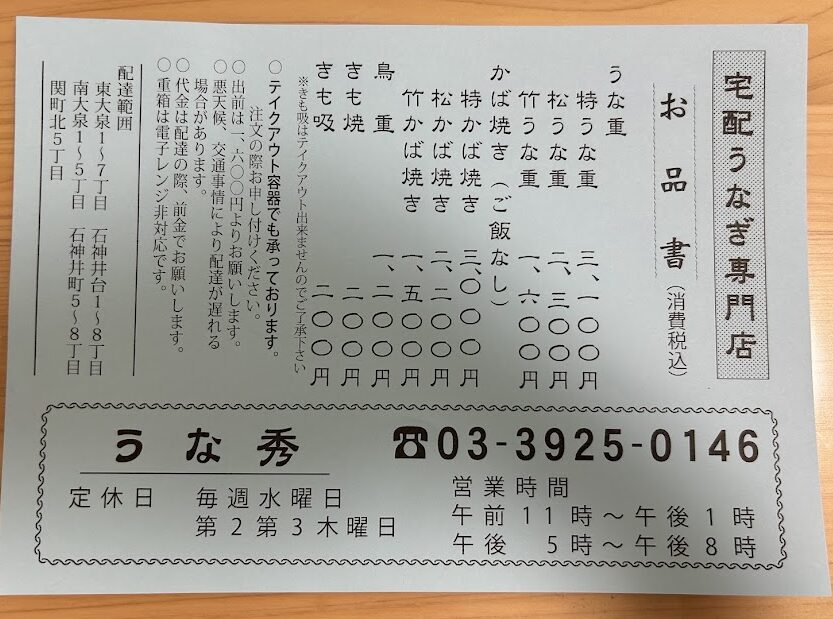 宅配うなぎ専門店
お品書(消費税込)
うな重
特うな重 三、一〇〇円
松うな重 二、三〇〇円
竹うな重 一、六〇〇円
かば焼き(ご飯なし)
特かば焼き 三、〇〇〇円
松かば焼き 二、二〇〇円
竹かば焼き 一、五〇〇円
鳥重 一、二〇〇円
きも焼 二〇〇円
きも吸 二〇〇円
※きも吸はテイクアウト出来ませんのでご了承下さい
○テイクアウト容器でも承っております。
注文の際お申し付けください。
○出前は一、六〇〇円よりお願いします。
○悪天候、交通事情により配達が遅れる
場合があります。
○代金は配達の際、前金でお願いします。
○重箱は電子レンジ非対応です。
配達範囲
東大泉1〜7丁目 石神井台1〜8丁目
南大泉1〜5丁目 石神井町5〜8丁目
関町北5丁目
うな秀
☎03-3925-0146
定休日 毎週水曜日
第2第3木曜日
営業時間
午前11時〜午後1時
午後 5時〜午後8時